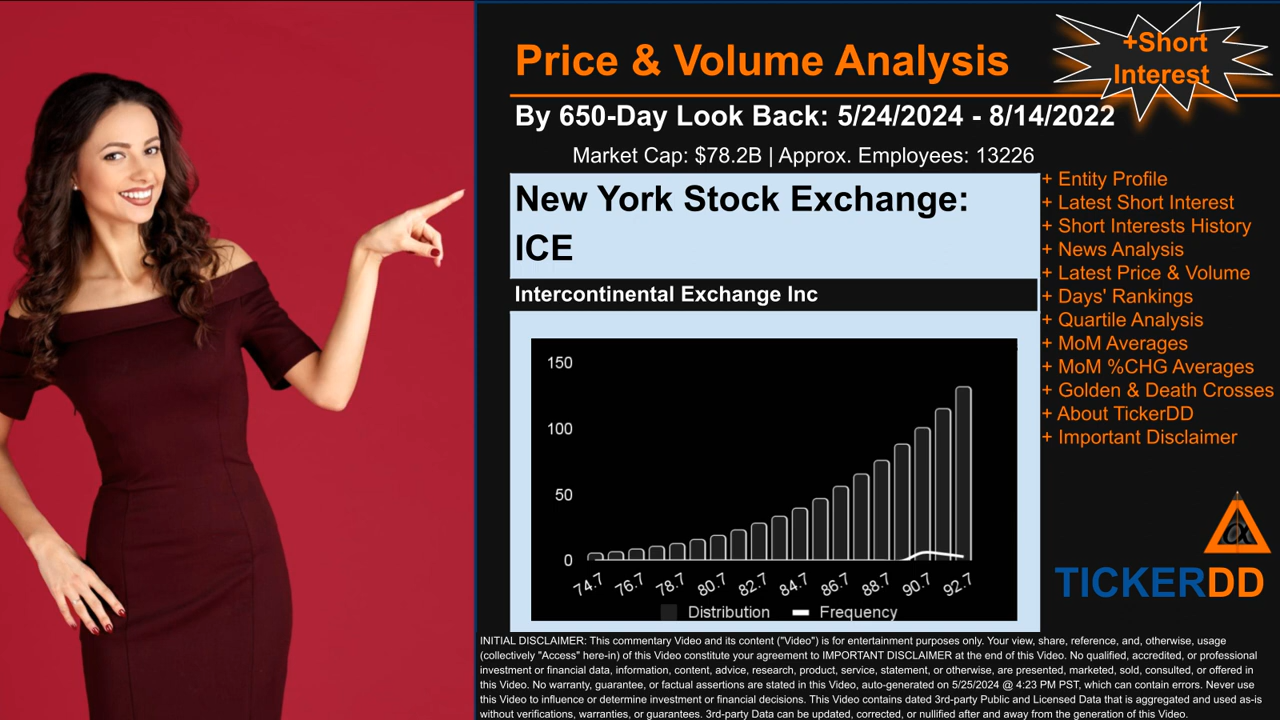 Price & Volume Analysis
+Short
Interest
By 650-Day Look Back: 5/24/2024 - 8/14/2022
Market Cap: $78.2B | Approx. Employees: 13226
New York Stock Exchange:
ICE
Intercontinental Exchange Inc
+ Entity Profile
+ Latest Short Interest
+ Short Interests History
+ News Analysis
+ Latest Price & Volume
+ Days' Rankings
+ Quartile Analysis
+ MoM Averages
+ MoM %CHG Averages
+ Golden & Death Crosses
+ About TickerDD
+ Important Disclaimer
150
100
50
0
74.7 76.7 78.7 80.7 82.7 84.7 86.7 88.7 90.7 92.7
Distribution Frequency
TICKERDD
INITIAL DISCLAIMER: This commentary Video and its content ("Video") is for entertainment purposes only. Your view, share, reference, and, otherwise, usage
(collectively "Access" here-in) of this Video constitute your agreement to IMPORTANT DISCLAIMER at the end of this Video. No qualified, accredited, or professional
investment or financial data, information, content, advice, research, product, service, statement, or otherwise, are presented, marketed, sold, consulted, or offered in
this Video. No warranty, guarantee, or factual assertions are stated in this Video, auto-generated on 5/25/2024 @ 4:23 PM PST, which can contain errors. Never use
this Video to influence or determine investment or financial decisions. This Video contains dated 3rd-party Public and Licensed Data that is aggregated and used as-is
without verifications, warranties, or guarantees. 3rd-party Data can be updated, corrected, or nullified after and away from the generation of this Video.